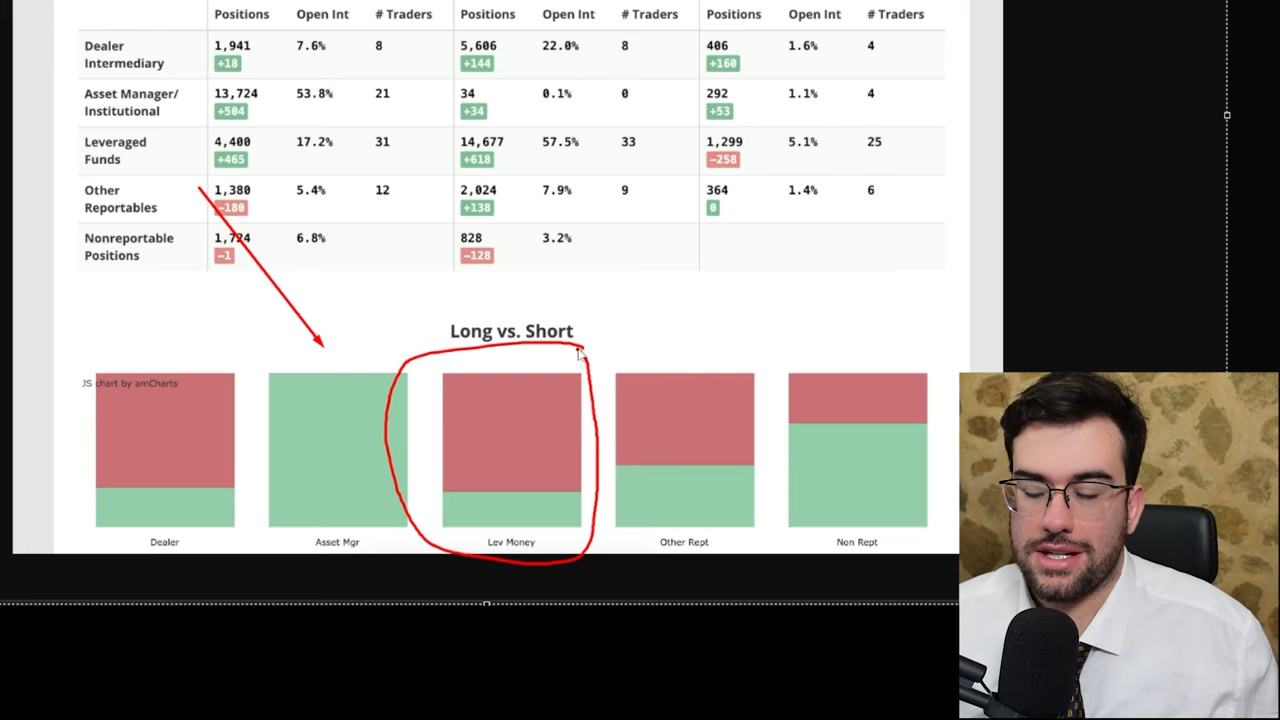 Positions Open Int # Traders Positions Open Int # Traders Positions Open Int # Traders
Dealer Intermediary 1,941 7.6% 8 5,606 22.0% 8 406 1.6% 4
+18 +144 +160
Asset Manager/ Institutional 13,724 53.8% 21 34 0.1% 0 292 1.1% 4
+504 +34 +53
Leveraged Funds 4,400 17.2% 31 14,677 57.5% 33 1,299 5.1% 25
+465 +618 −258
Other Reportables 1,380 5.4% 12 2,024 7.9% 9 364 1.4% 6
−180 +138 0
Nonreportable Positions 1,724 6.8% 828 3.2%
−1 −128
Long vs. Short
JS chart by amCharts
Dealer Asset Mgr Lev Money Other Rept Non Rept